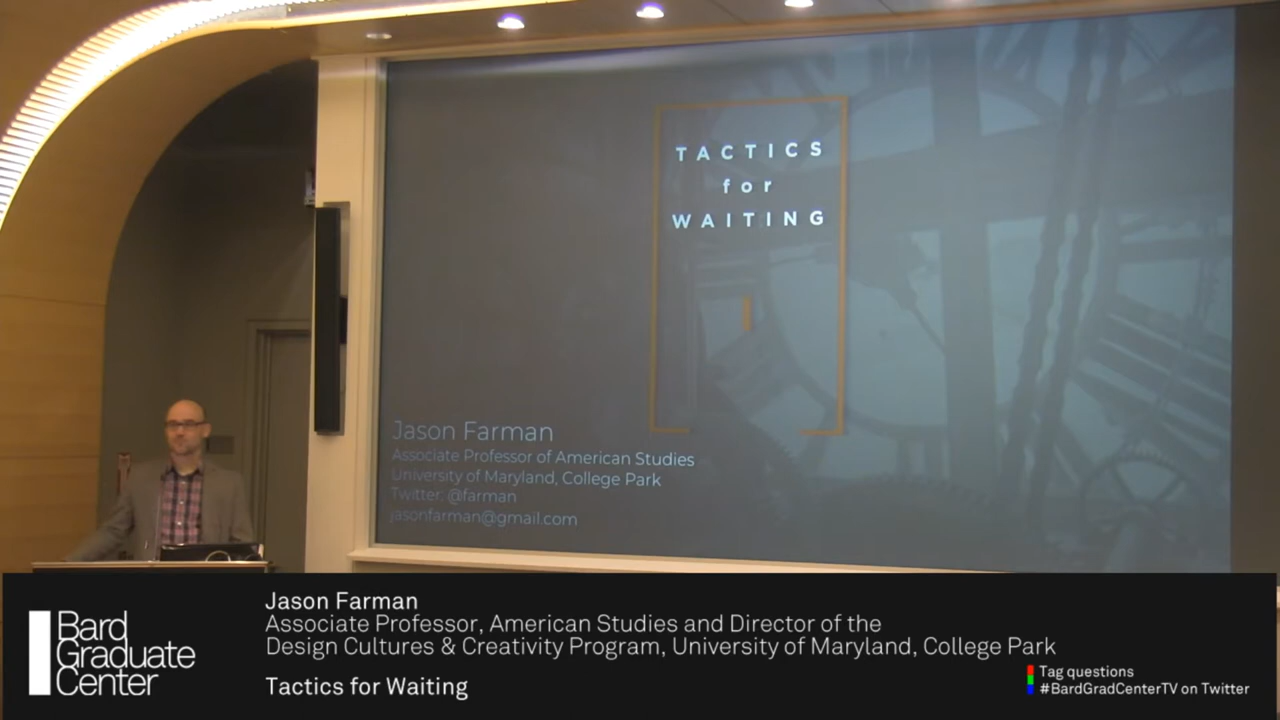 TACTICS
for
WAITING
Jason Farman
Associate Professor of American Studies
University of Maryland, College Park
Twitter: @farman
jasonfarman@gmail.com
Bard
Graduate
Center
Jason Farman
Associate Professor, American Studies and Director of the
Design Cultures & Creativity Program, University of Maryland, College Park
Tactics for Waiting
Tag questions
#BardGradCenterTV on Twitter